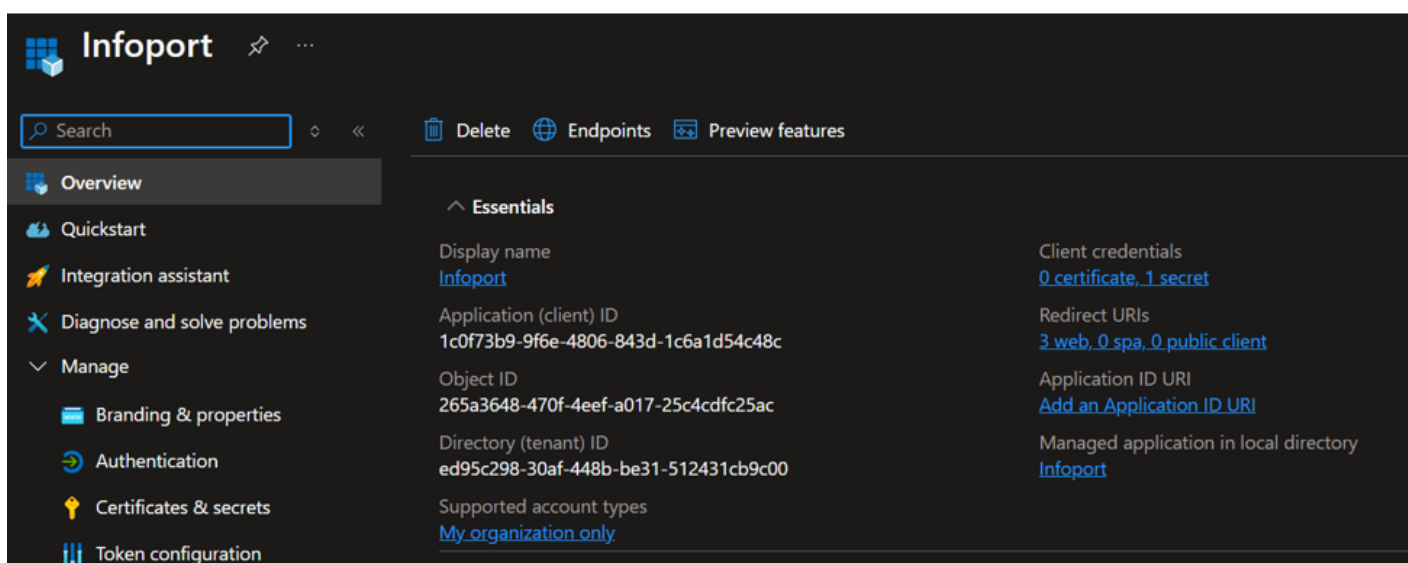 Infoport
Search
Delete
Endpoints
Preview features
Overview
Quickstart
Integration assistant
Diagnose and solve problems
Manage
Branding & properties
Authentication
Certificates & secrets
Token configuration
Essentials
Display name
Infoport
Application (client) ID
1c0f73b9-9f6e-4806-843d-1c6a1d54c48c
Object ID
265a3648-470f-4eef-a017-25c4cdfc25ac
Directory (tenant) ID
ed95c298-30af-448b-be31-512431cb9c00
Supported account types
My organization only
Client credentials
0 certificate, 1 secret
Redirect URIs
3 web, 0 spa, 0 public client
Application ID URI
Add an Application ID URI
Managed application in local directory
Infoport